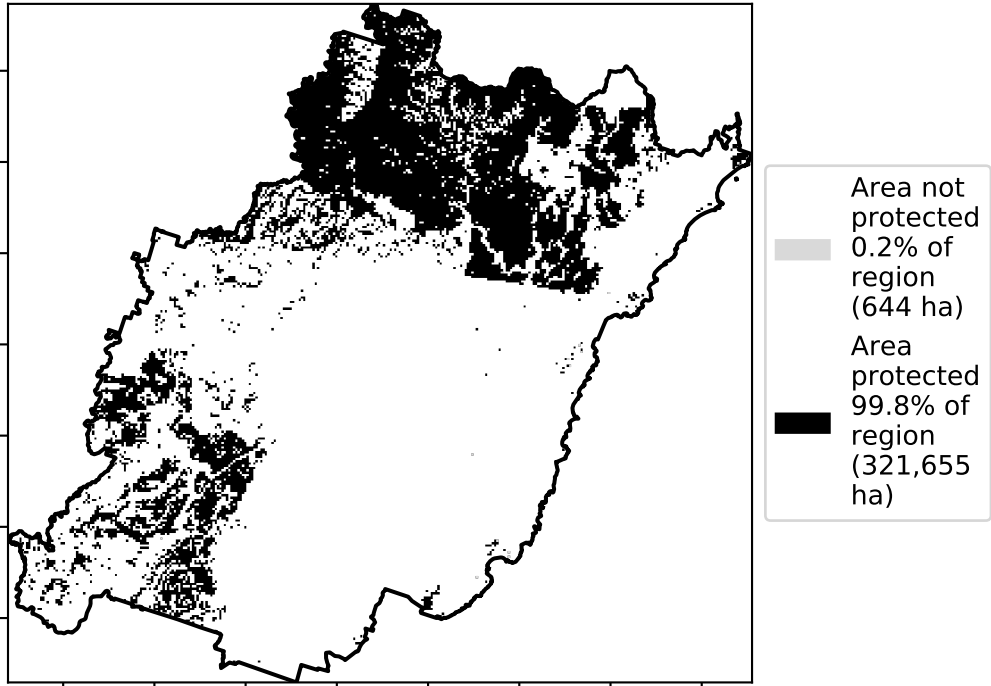 Area not
protected
0.2% of
region
(644 ha)
Area
protected
99.8% of
region
(321,655
ha)